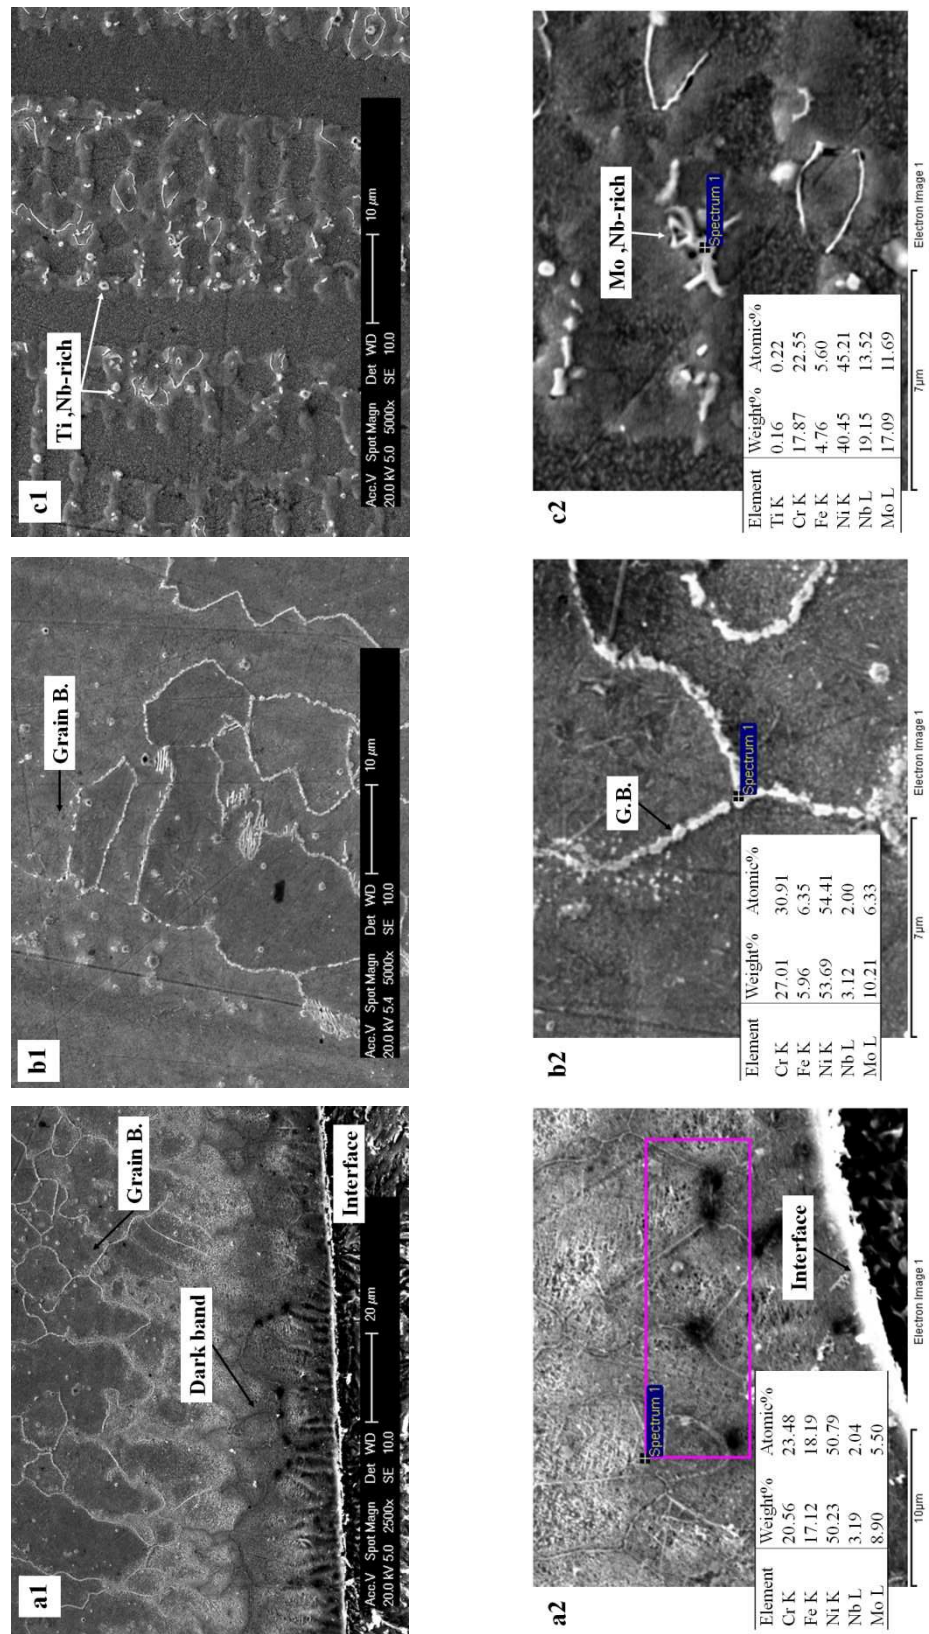 a1
Grain B.
Dark band
Interface
Acc.V Spot Magn Det WD 20 µm
20.0 kV 5.0 2500x SE 10.0
b1
Grain B.
Acc.V Spot Magn Det WD 10 µm
20.0 kV 5.4 5000x SE 10.0
c1
Ti ,Nb-rich
Acc.V Spot Magn Det WD 10 µm
20.0 kV 5.0 5000x SE 10.0
a2
Spectrum 1
Interface
Element Weight% Atomic%
Cr K 20.56 23.48
Fe K 17.12 18.19
Ni K 50.23 50.79
Nb L 3.19 2.04
Mo L 8.90 5.50
10µm Electron Image 1
b2
G.B.
Spectrum 1
Element Weight% Atomic%
Cr K 27.01 30.91
Fe K 5.96 6.35
Ni K 53.69 54.41
Nb L 3.12 2.00
Mo L 10.21 6.33
7µm Electron Image 1
c2
Mo ,Nb-rich
Spectrum 1
Element Weight% Atomic%
Ti K 0.16 0.22
Cr K 17.87 22.55
Fe K 4.76 5.60
Ni K 40.45 45.21
Nb L 19.15 13.52
Mo L 17.09 11.69
7µm Electron Image 1